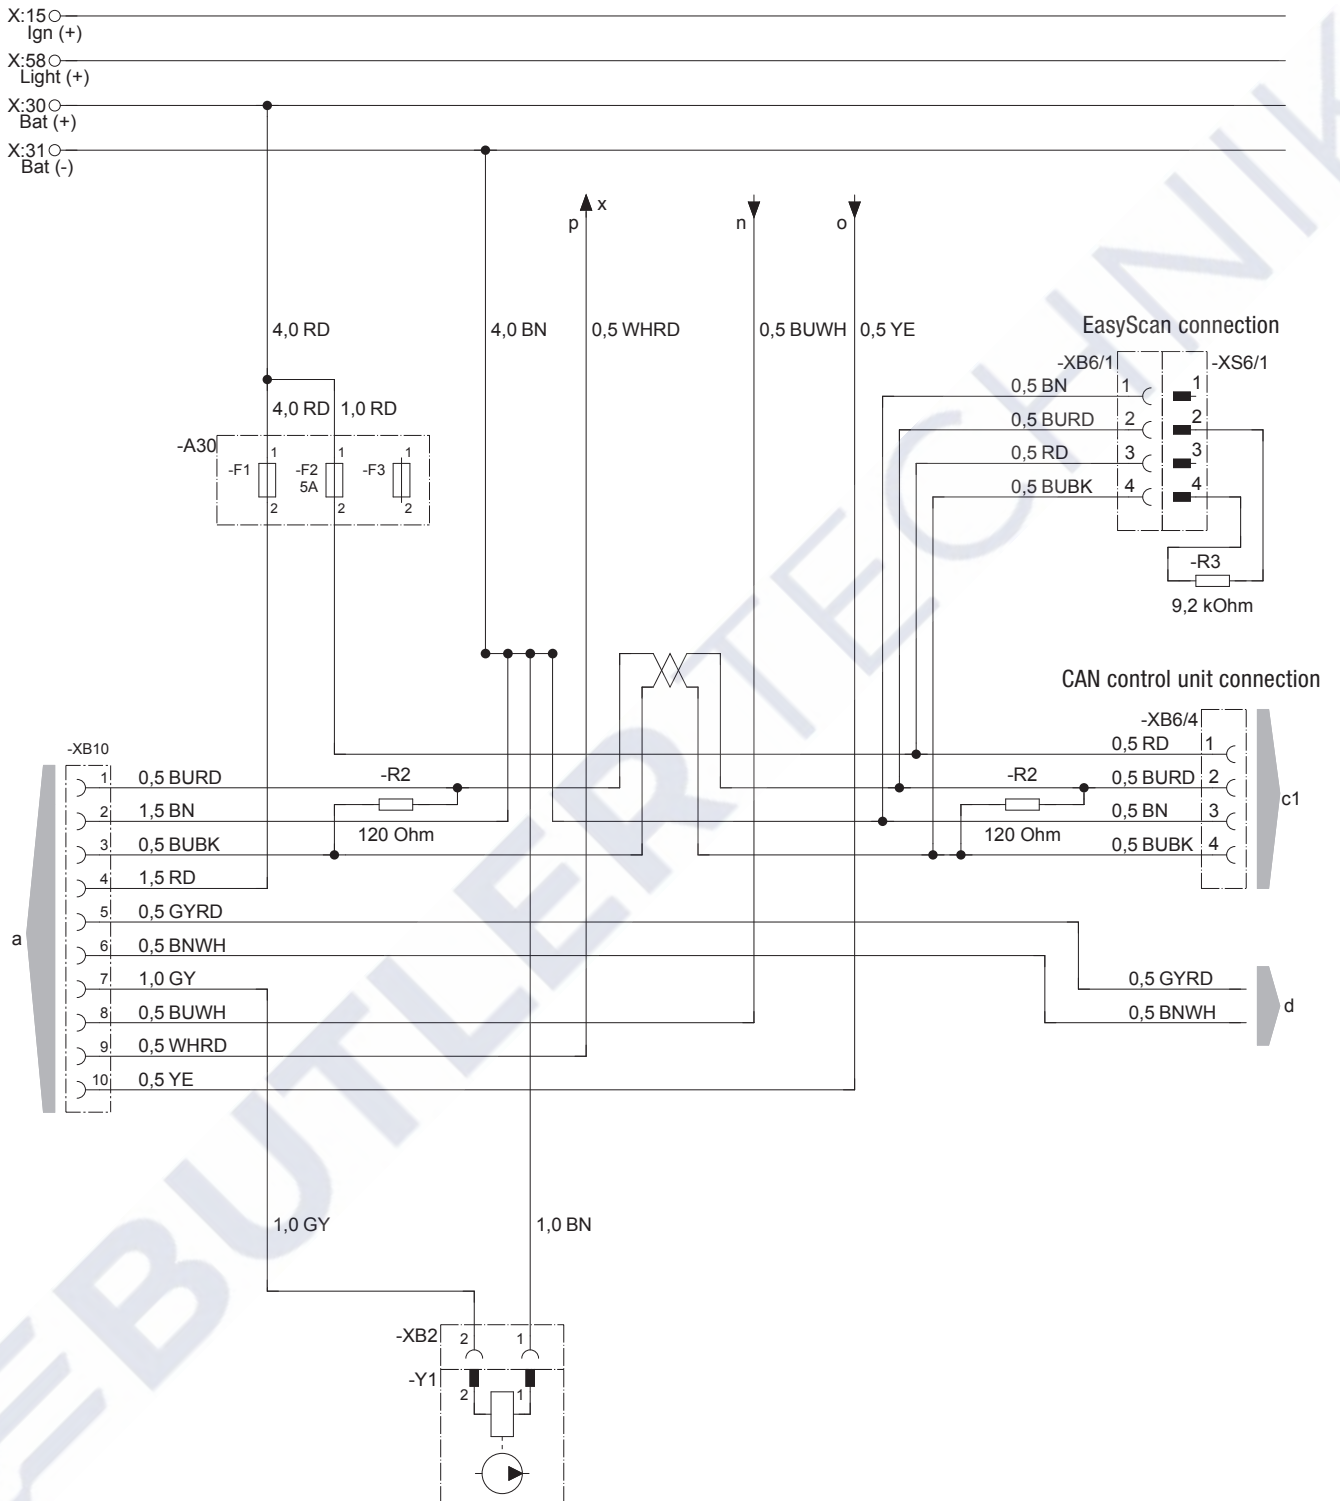 X:15
Ign (+)
X:58
Light (+)
X:30
Bat (+)
X:31
Bat (-)
p x n o
4,0 RD 4,0 BN 0,5 WHRD 0,5 BUWH 0,5 YE
EasyScan connection
-XB6/1 -XS6/1
0,5 BN 1 1
0,5 BURD 2 2
0,5 RD 3 3
0,5 BUBK 4 4
-R3
9,2 kOhm
4,0 RD 1,0 RD
-A30
1 1 1
-F1 -F2 -F3
5A
2 2 2
CAN control unit connection
-XB6/4
0,5 RD 1
0,5 BURD 2
0,5 BN 3
0,5 BUBK 4
c1
-R2
120 Ohm
-XB10
1 0,5 BURD
2 1,5 BN
3 0,5 BUBK
4 1,5 RD
5 0,5 GYRD
6 0,5 BNWH
7 1,0 GY
8 0,5 BUWH
9 0,5 WHRD
10 0,5 YE
a
-R2
120 Ohm
0,5 GYRD
0,5 BNWH
d
1,0 GY 1,0 BN
-XB2 2 1
-Y1
2 1
EBUTLER TECHNIK